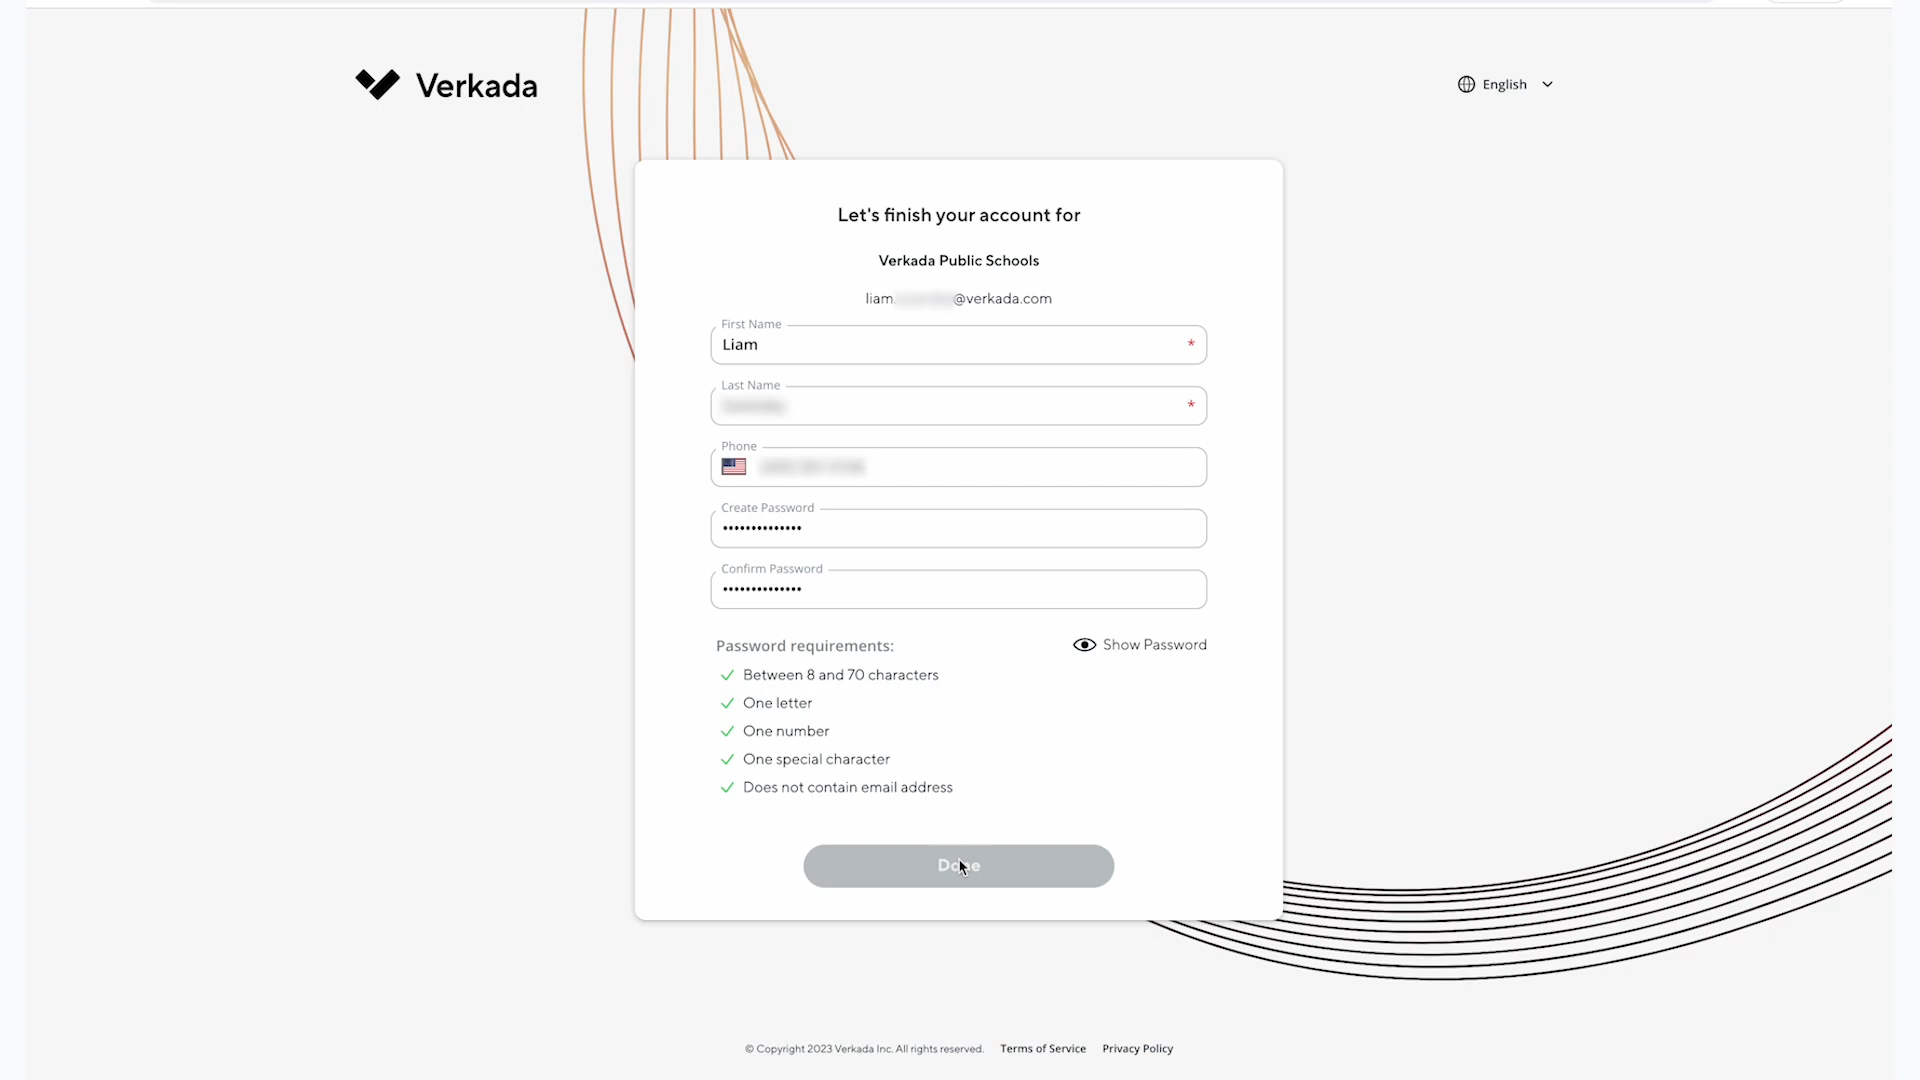 Verkada
English
Let's finish your account for
Verkada Public Schools
liam. @verkada.com
First Name
Liam
*
Last Name
*
Phone
Create Password
••••••••••••••
Confirm Password
••••••••••••••
Password requirements:
Show Password
Between 8 and 70 characters
One letter
One number
One special character
Does not contain email address
Done
© Copyright 2023 Verkada Inc. All rights reserved. Terms of Service Privacy Policy